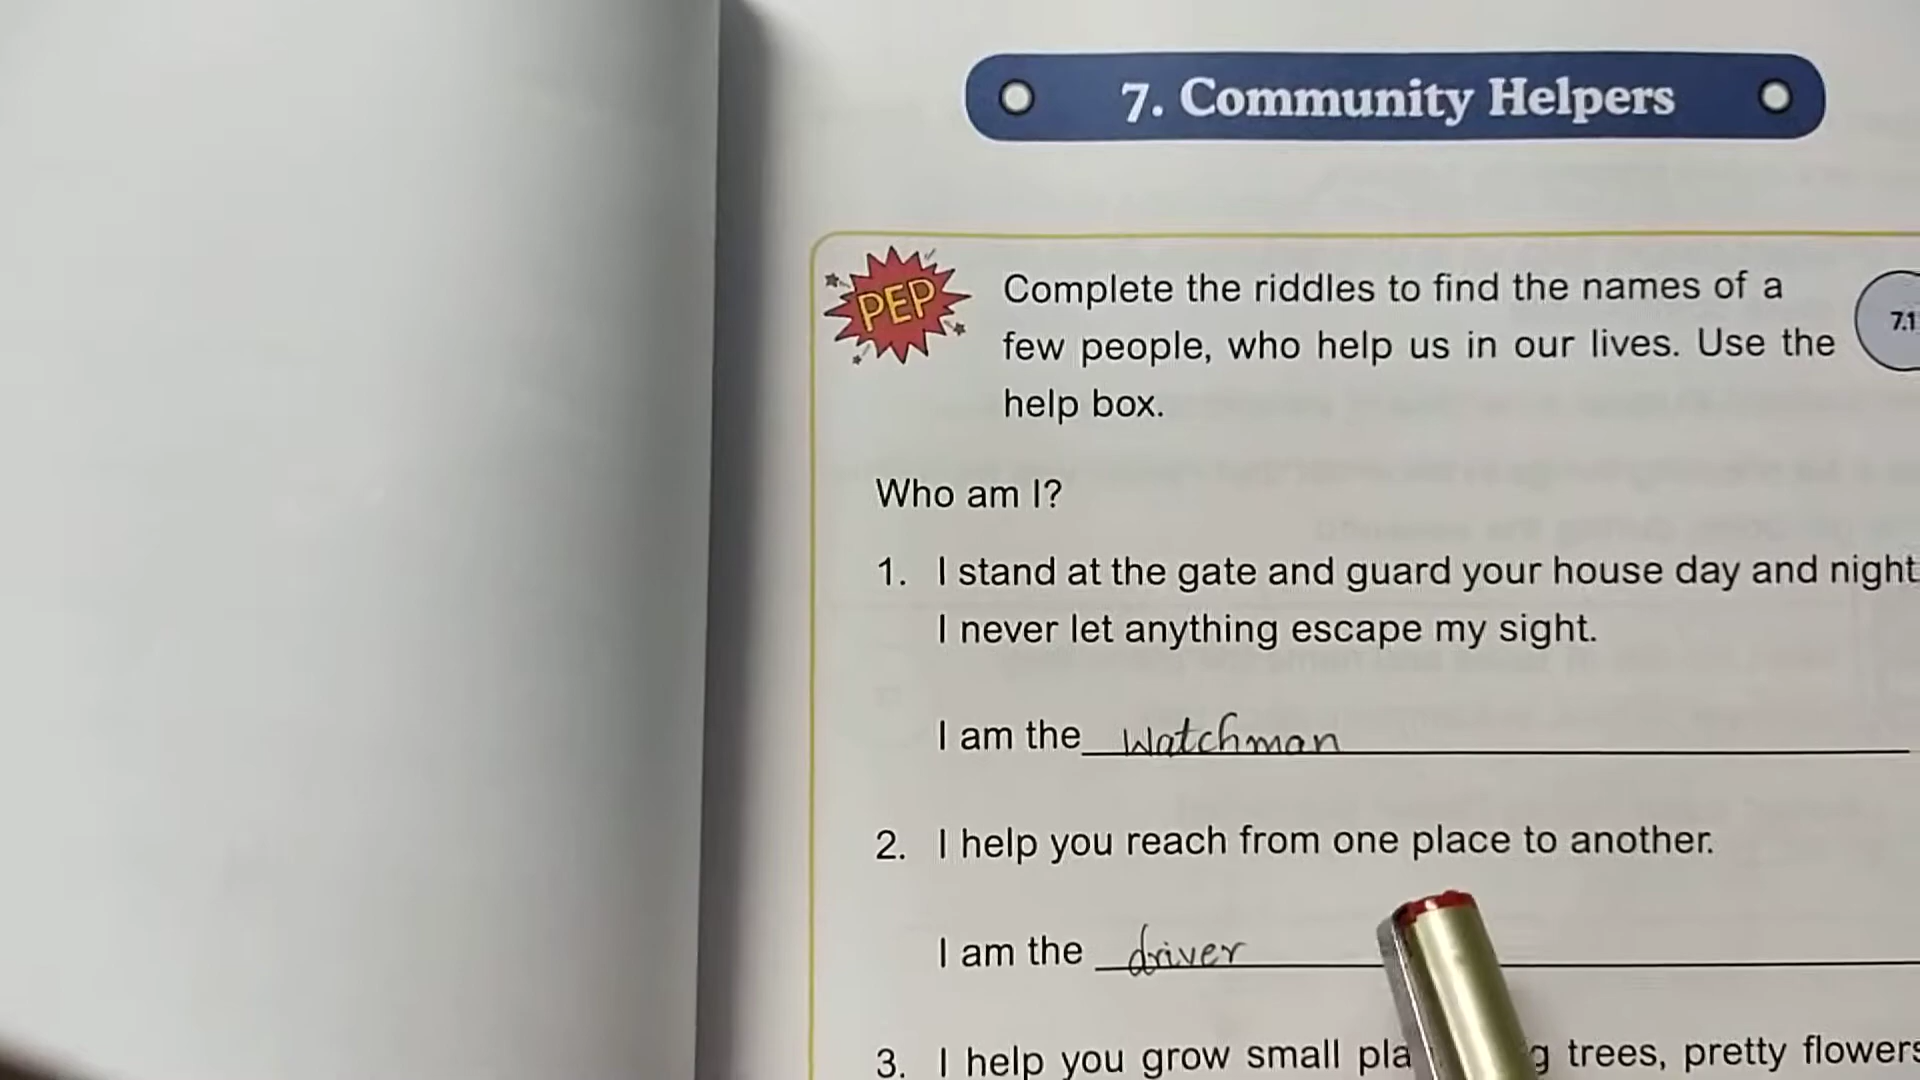 7. Community Helpers
PEP
Complete the riddles to find the names of a
few people, who help us in our lives. Use the
help box.
7.1
Who am I?
1. I stand at the gate and guard your house day and night
I never let anything escape my sight.
I am the watchman
2. I help you reach from one place to another.
I am the driver
3. I help you grow small trees, pretty flowers